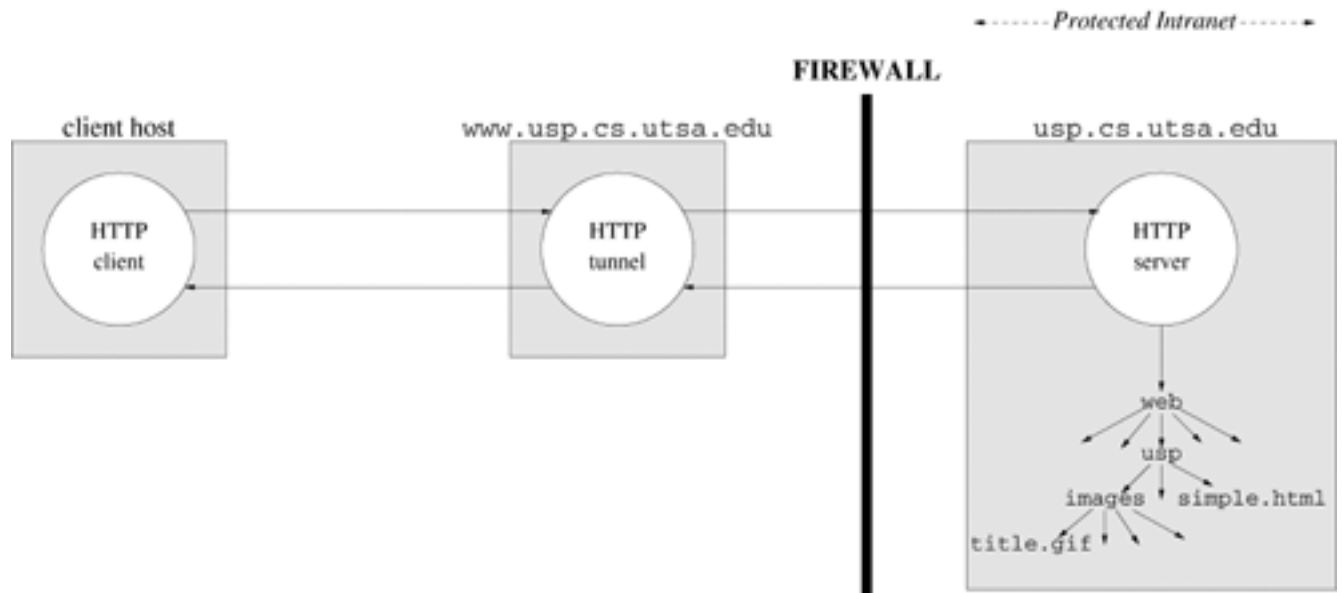 Protected Intranet
FIREWALL
client host
www.usp.cs.utsa.edu
usp.cs.utsa.edu
HTTP
client
HTTP
tunnel
HTTP
server
web
usp
images
simple.html
title.gif